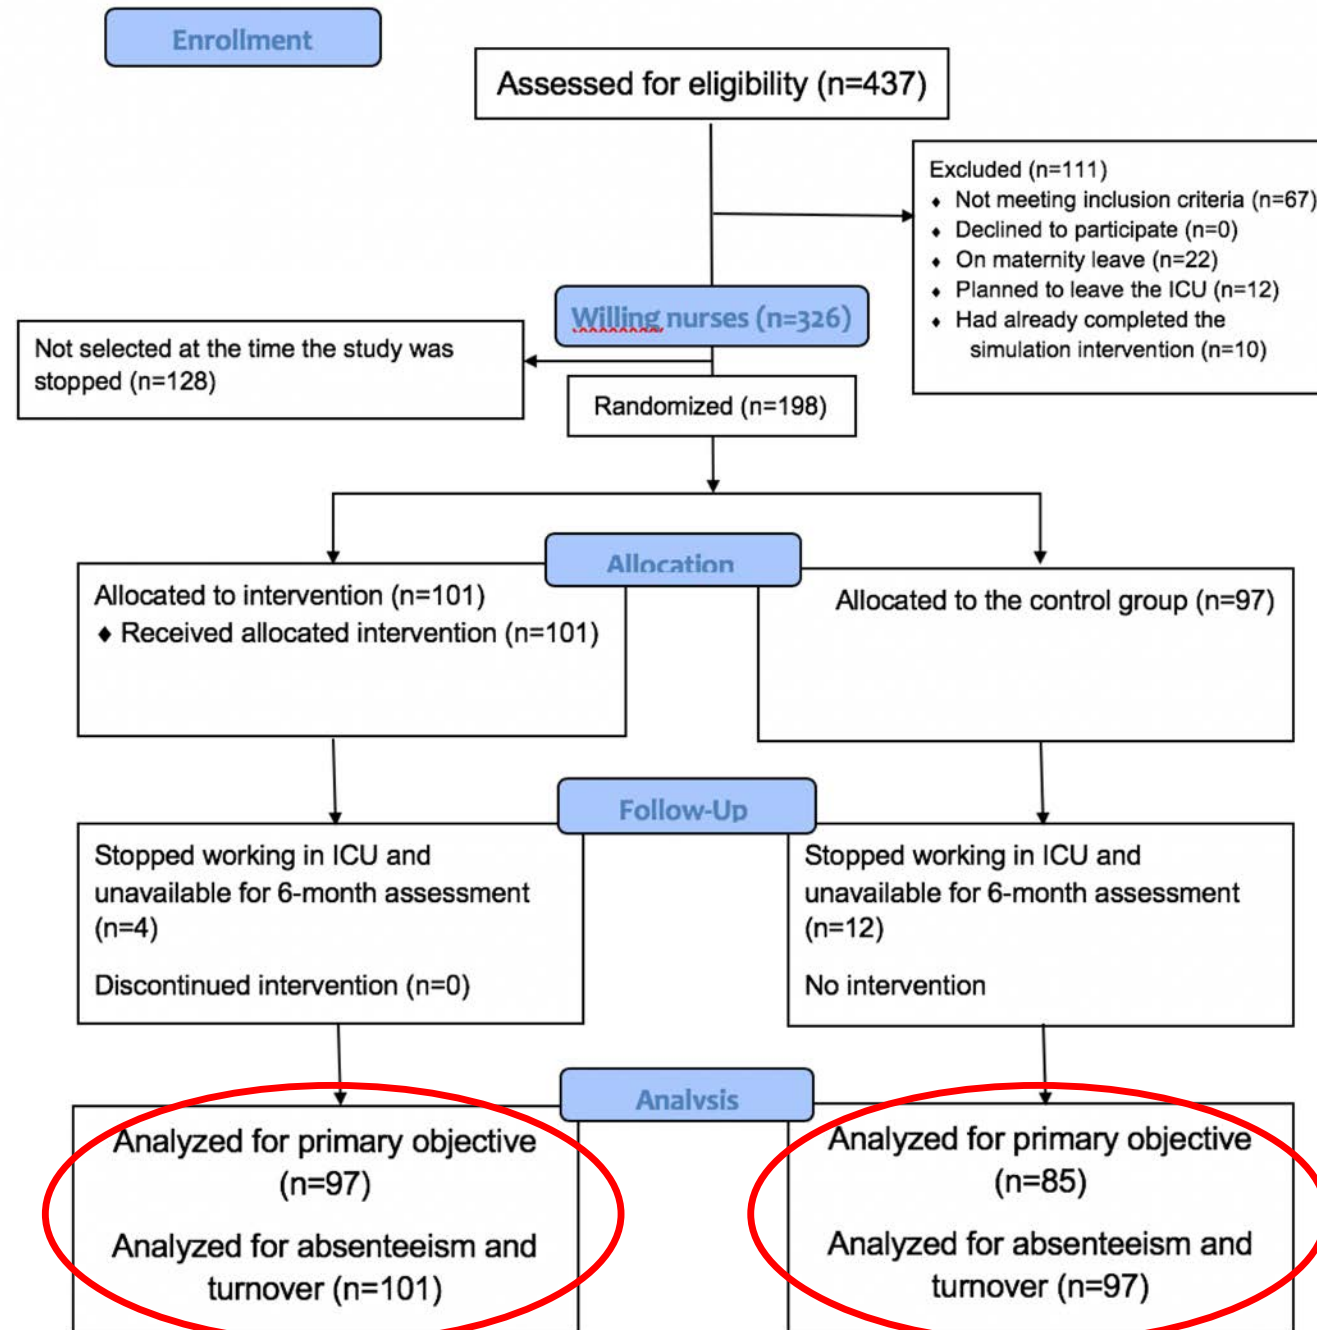 Enrollment
Assessed for eligibility (n=437)
Excluded (n=111)
♦ Not meeting inclusion criteria (n=67)
♦ Declined to participate (n=0)
♦ On maternity leave (n=22)
♦ Planned to leave the ICU (n=12)
♦ Had already completed the
simulation intervention (n=10)
Willing nurses (n=326)
Not selected at the time the study was
stopped (n=128)
Randomized (n=198)
Allocation
Allocated to intervention (n=101)
♦ Received allocated intervention (n=101)
Allocated to the control group (n=97)
Follow-Up
Stopped working in ICU and
unavailable for 6-month assessment
(n=4)
Discontinued intervention (n=0)
Stopped working in ICU and
unavailable for 6-month assessment
(n=12)
No intervention
Analysis
Analyzed for primary objective
(n=97)
Analyzed for absenteeism and
turnover (n=101)
Analyzed for primary objective
(n=85)
Analyzed for absenteeism and
turnover (n=97)